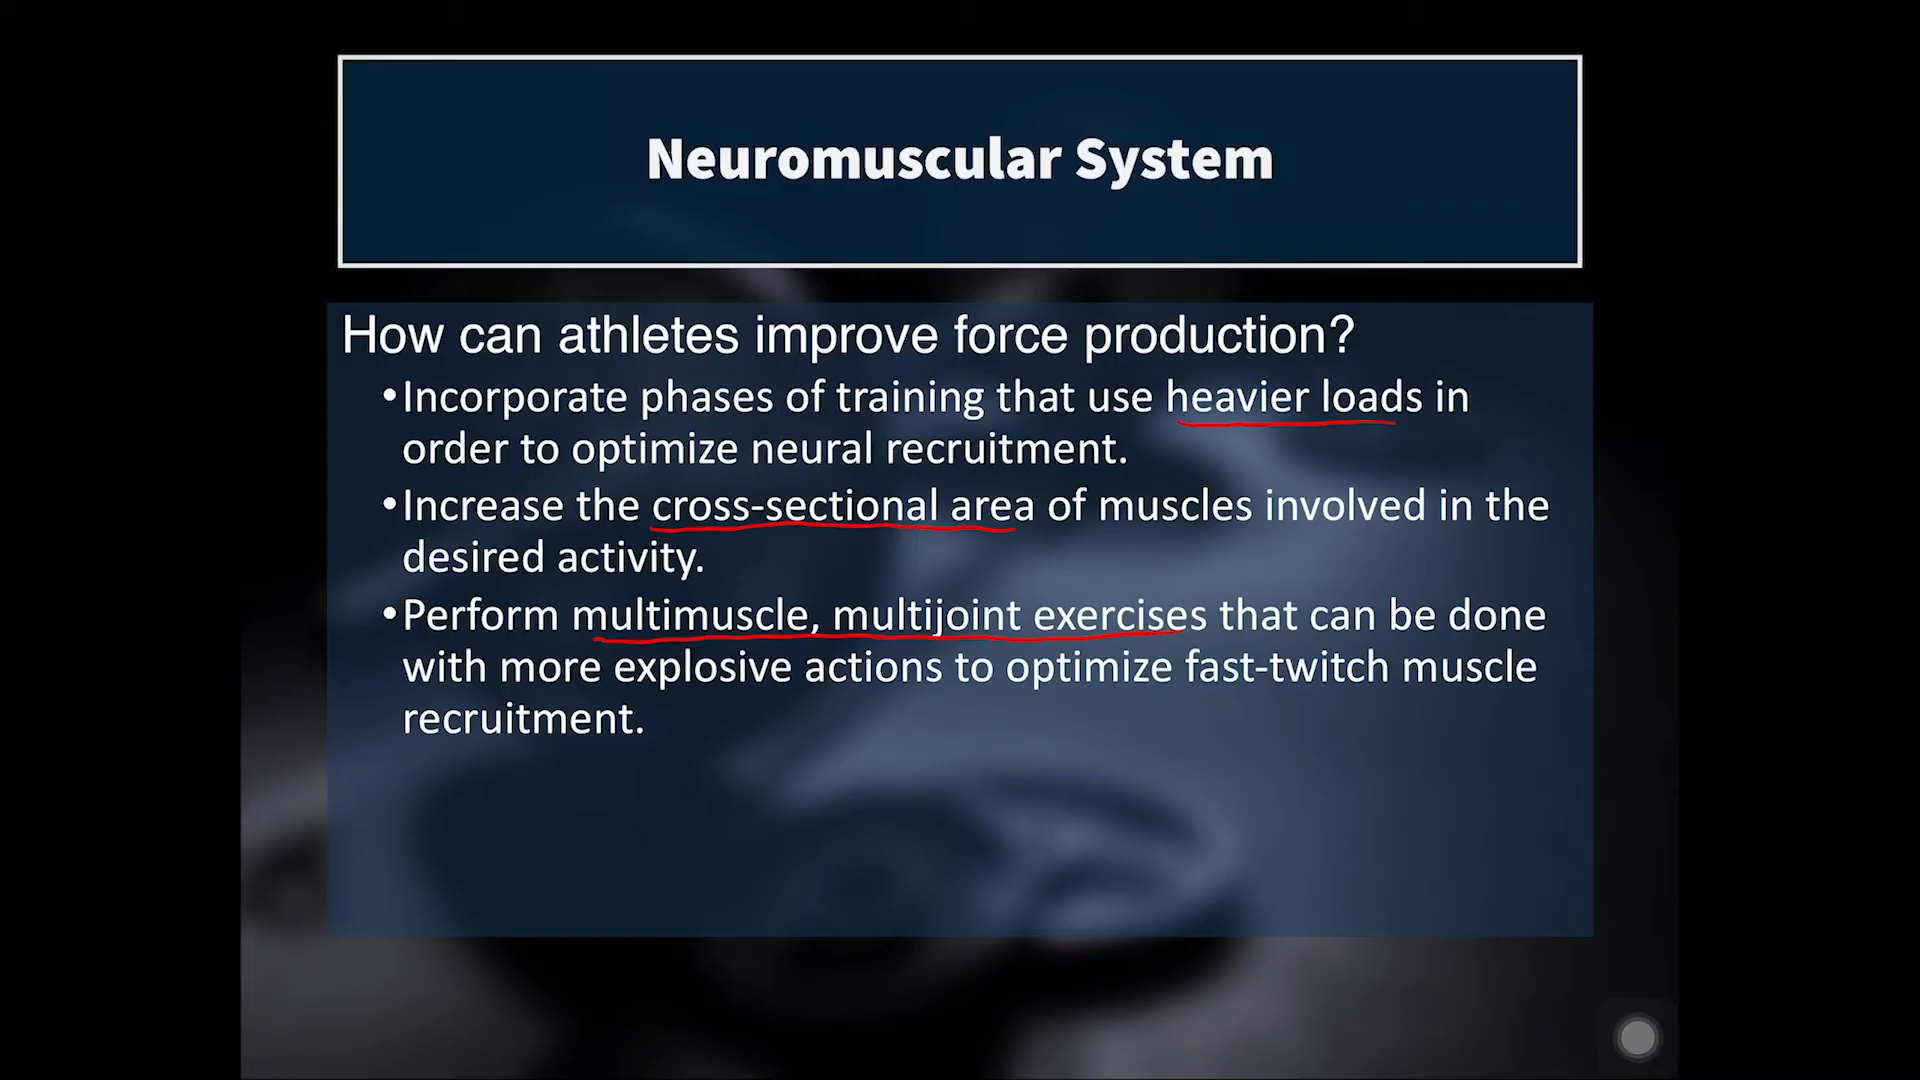 Neuromuscular System
How can athletes improve force production?
•Incorporate phases of training that use heavier loads in
order to optimize neural recruitment.
•Increase the cross-sectional area of muscles involved in the
desired activity.
•Perform multimuscle, multijoint exercises that can be done
with more explosive actions to optimize fast-twitch muscle
recruitment.